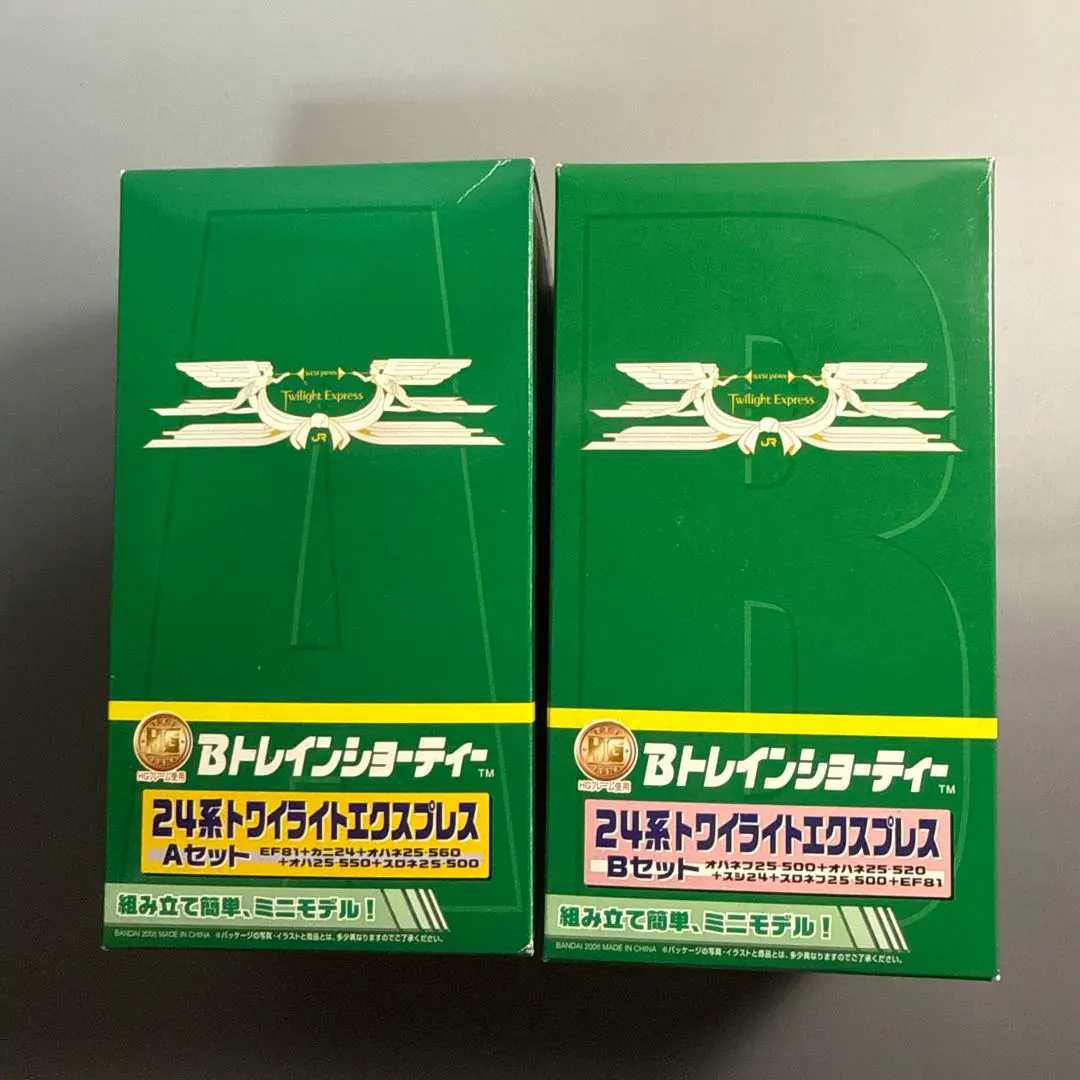 WEST JAPAN
Twilight Express
JR
HG
HGフレーム使用
Bトレインショーティー™
24系トワイライトエクスプレス
Aセット
EF81+カニ24+オハネ25-560
+オハ25-550+スロネ25-500
組み立て簡単、ミニモデル!
BANDAI 2006 MADE IN CHINA ※パッケージの写真・イラストと商品とは、多少異なりますのでご了承ください。
WEST JAPAN
Twilight Express
JR
HG
HGフレーム使用
Bトレインショーティー™
24系トワイライトエクスプレス
Bセット
オハネフ25-500+オハネ25-520
+スシ24+スロネフ25-500+EF81
組み立て簡単、ミニモデル!
BANDAI 2006 MADE IN CHINA ※パッケージの写真・イラストと商品とは、多少異なりますのでご了承ください。